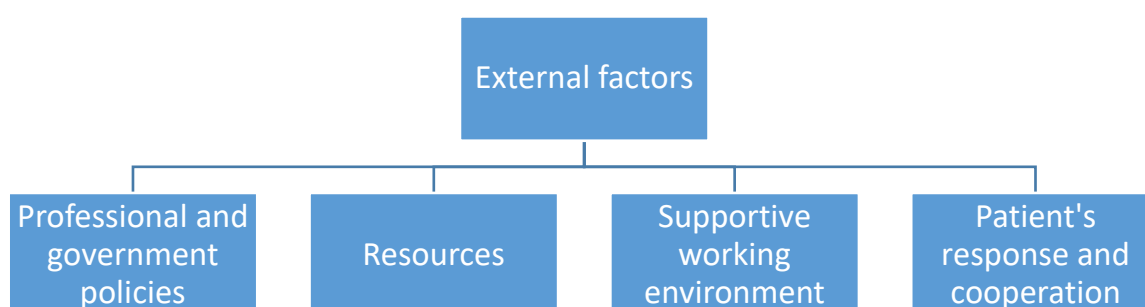 External factors
Professional and
government
policies
Resources
Supportive
working
environment
Patient's
response and
cooperation